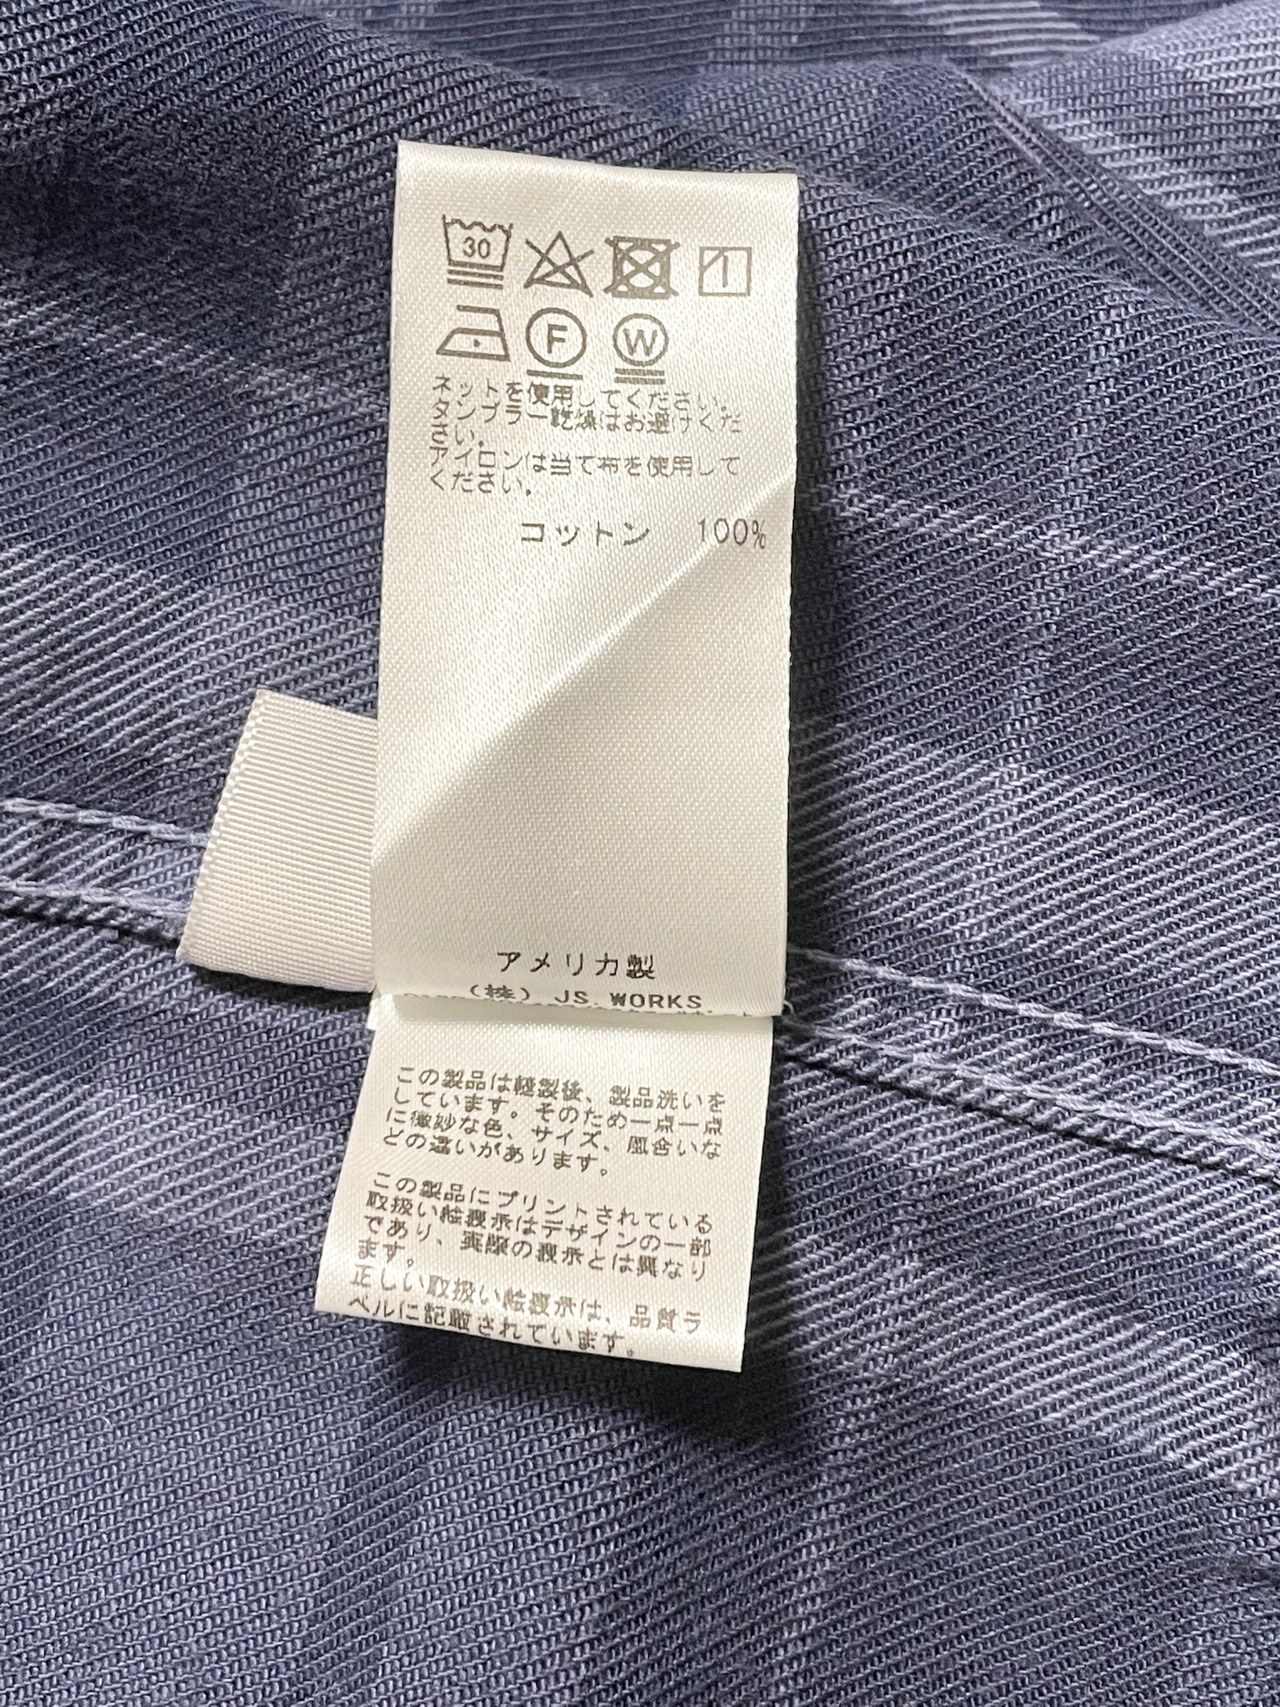 30
F W
ネットを使用してください。
タンブラー乾燥はお避けくだ
さい。
アイロンは当て布を使用して
ください。
コットン 100%
アメリカ製
(株) JS.WORKS
この製品は縫製後、製品洗いを
しています。そのため一点一点
に微妙な色、サイズ、風合いな
どの違いがあります。
この製品にプリントされている
取扱い絵表示はデザインの一部
であり、実際の表示とは異なり
ます。
正しい取扱い絵表示は、品質ラ
ベルに記載されています。